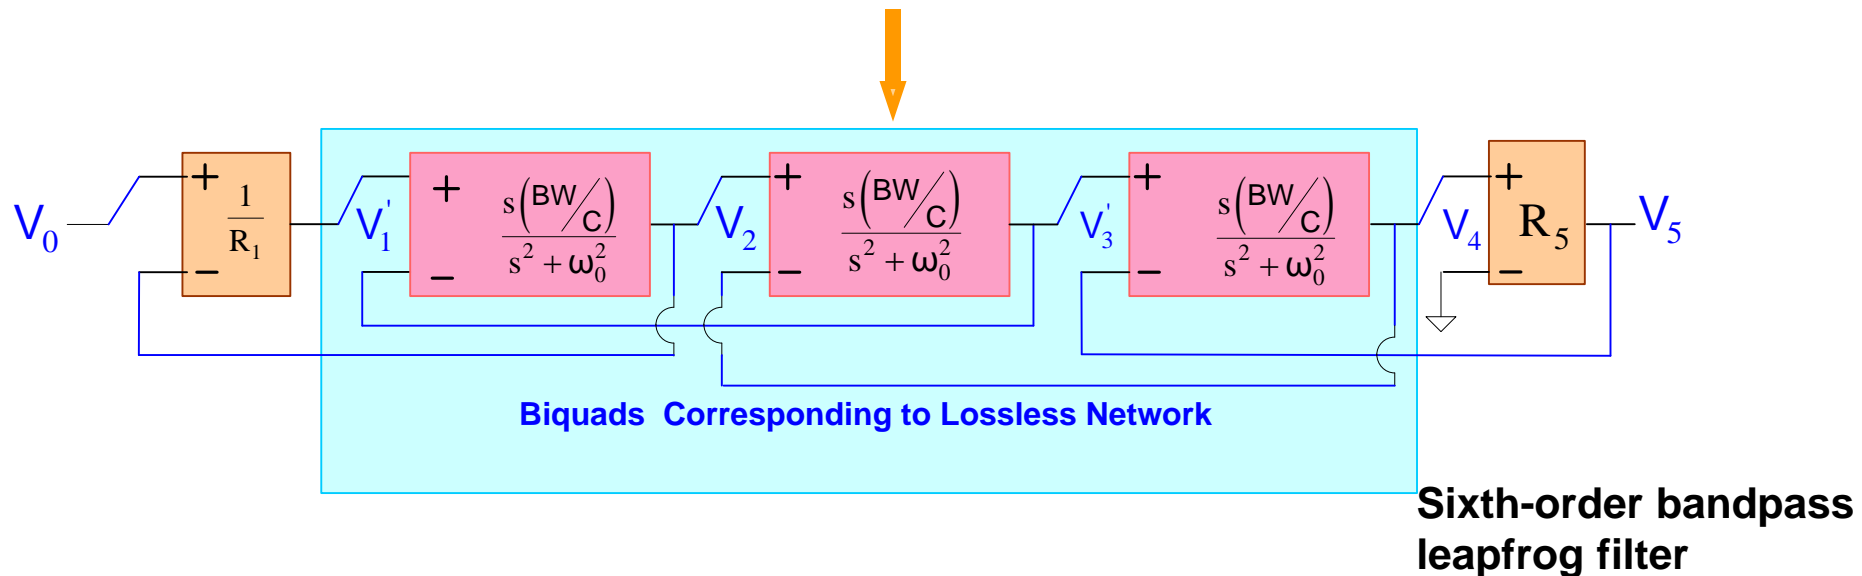 V₀
+
−
1
R₁
V₁'
+
−
s(BW/C)
s² + ω₀²
V₂
+
−
s(BW/C)
s² + ω₀²
V₃'
+
−
s(BW/C)
s² + ω₀²
V₄
+
−
R₅
V₅
Biquads Corresponding to Lossless Network
Sixth-order bandpass
leapfrog filter